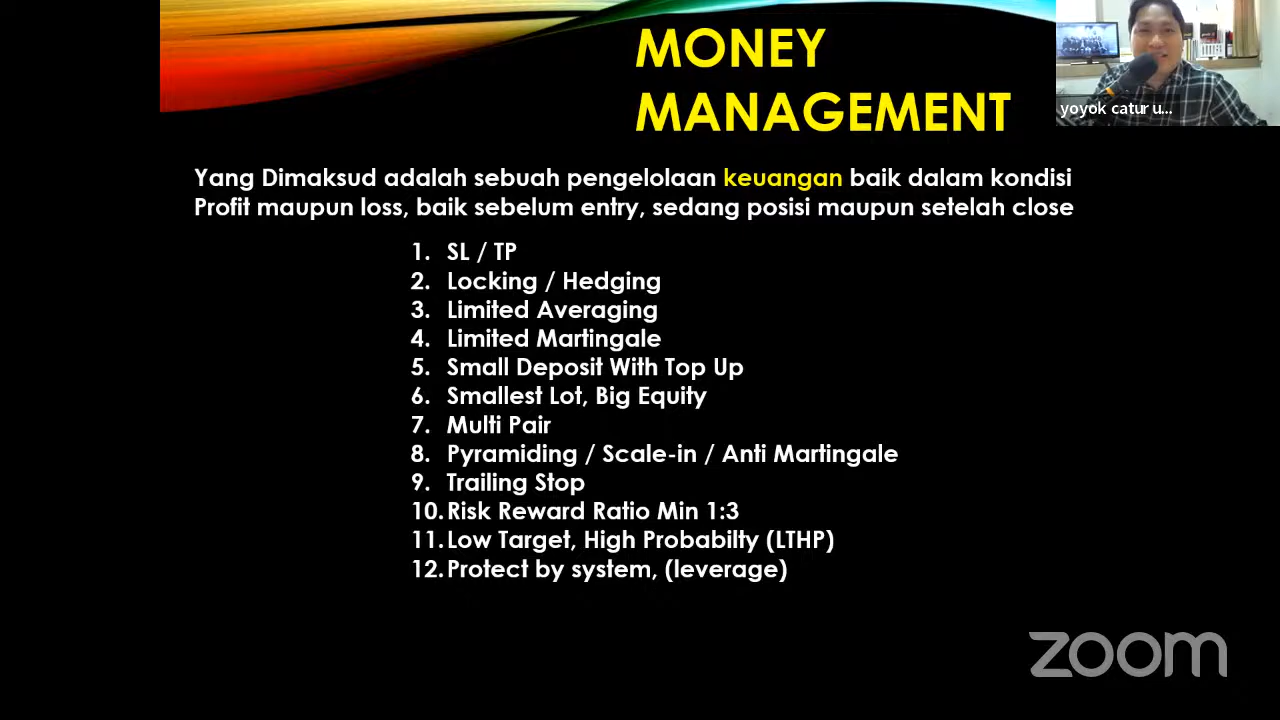 MONEY
MANAGEMENT
yoyok catur u...
Yang Dimaksud adalah sebuah pengelolaan keuangan baik dalam kondisi
Profit maupun loss, baik sebelum entry, sedang posisi maupun setelah close
1. SL / TP
2. Locking / Hedging
3. Limited Averaging
4. Limited Martingale
5. Small Deposit With Top Up
6. Smallest Lot, Big Equity
7. Multi Pair
8. Pyramiding / Scale-in / Anti Martingale
9. Trailing Stop
10. Risk Reward Ratio Min 1:3
11. Low Target, High Probabilty (LTHP)
12. Protect by system, (leverage)
zoom